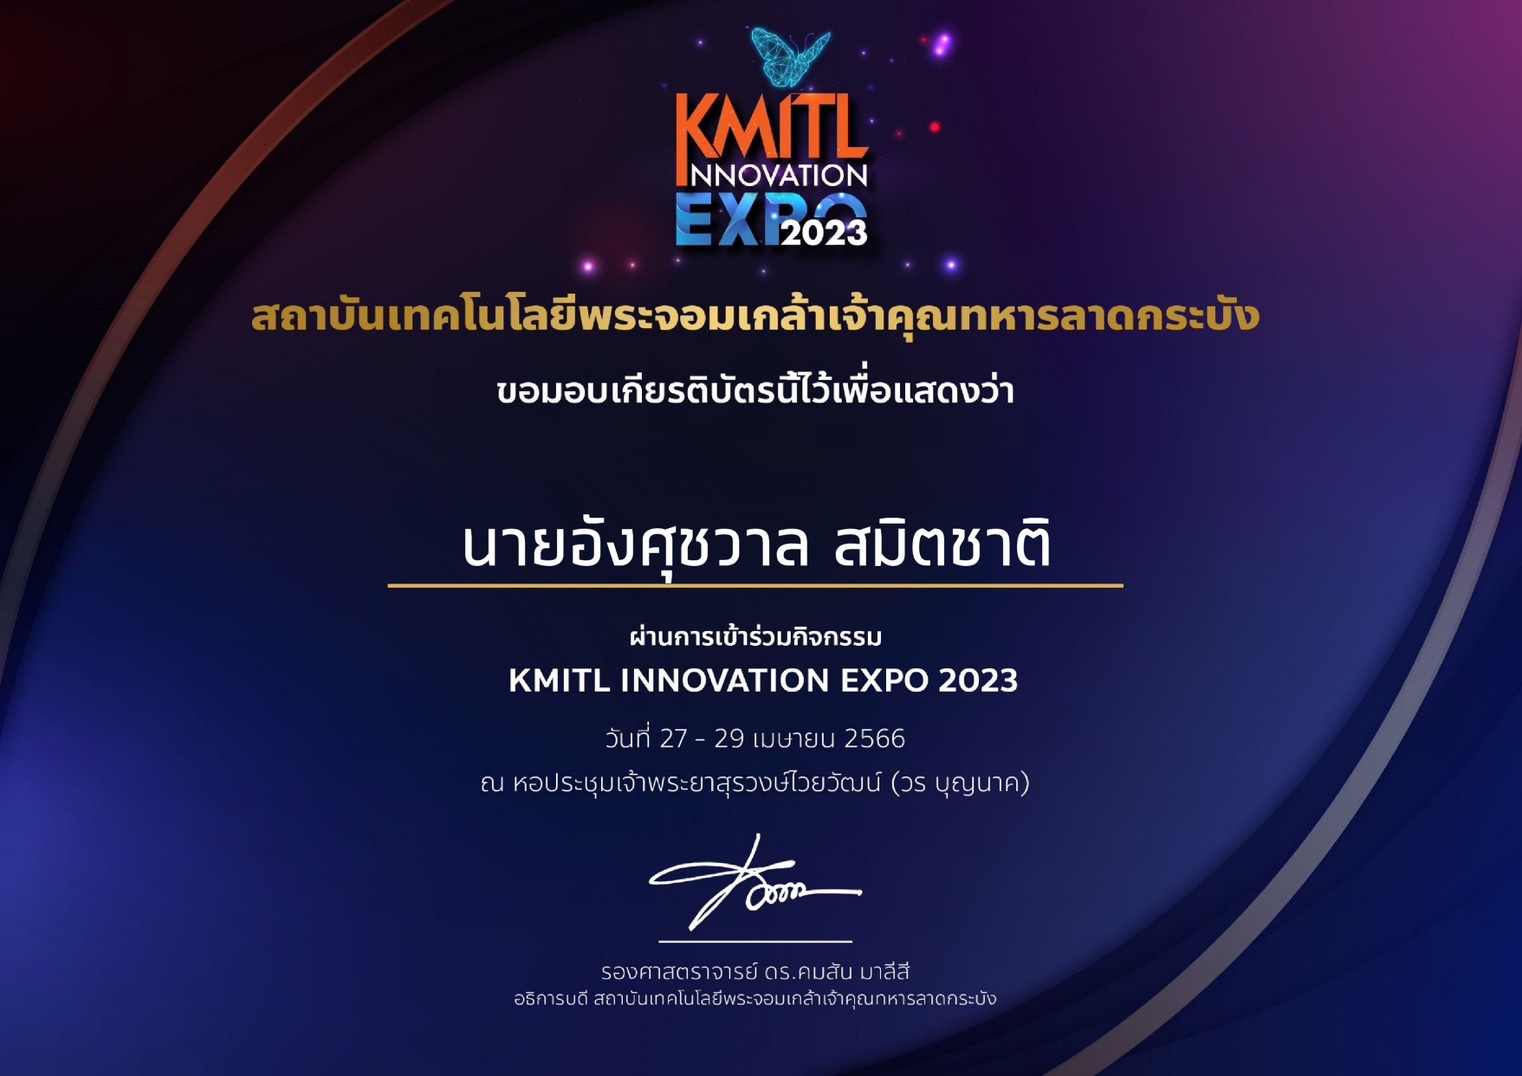 KMITL
INNOVATION
EXPO 2023
สถาบันเทคโนโลยีพระจอมเกล้าเจ้าคุณทหารลาดกระบัง
ขอมอบเกียรติบัตรนี้ไว้เพื่อแสดงว่า
นายอังศุชวาล สมิตชาติ
ผ่านการเข้าร่วมกิจกรรม
KMITL INNOVATION EXPO 2023
วันที่ 27 - 29 เมษายน 2566
ณ หอประชุมเจ้าพระยาสุรวงษ์ไวยวัฒน์ (วร บุญนาค)
รองศาสตราจารย์ ดร.คมสัน มาลีสี
อธิการบดี สถาบันเทคโนโลยีพระจอมเกล้าเจ้าคุณทหารลาดกระบัง